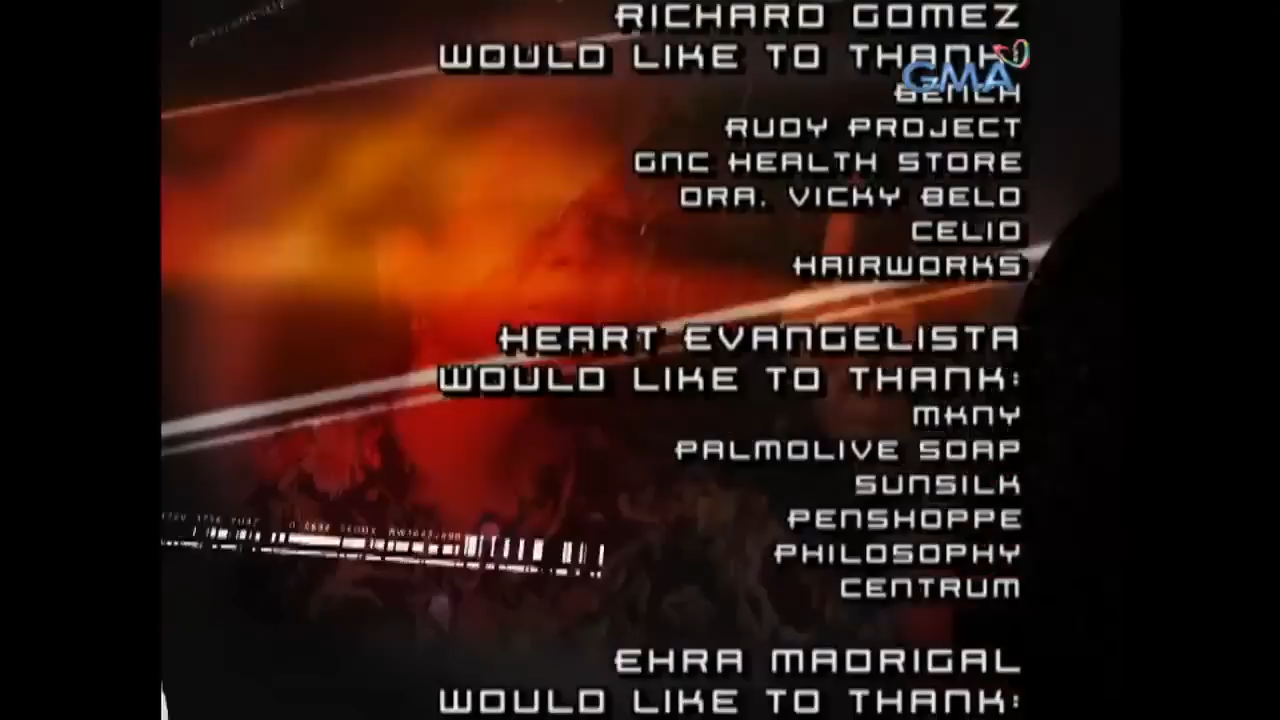 RICHARD GOMEZ
WOULD LIKE TO THANK:
GMA
BENCH
RUDY PROJECT
GNC HEALTH STORE
DRA. VICKY BELO
CELIO
HAIRWORKS
HEART EVANGELISTA
WOULD LIKE TO THANK:
MKNY
PALMOLIVE SOAP
SUNSILK
PENSHOPPE
PHILOSOPHY
CENTRUM
EHRA MADRIGAL
WOULD LIKE TO THANK: